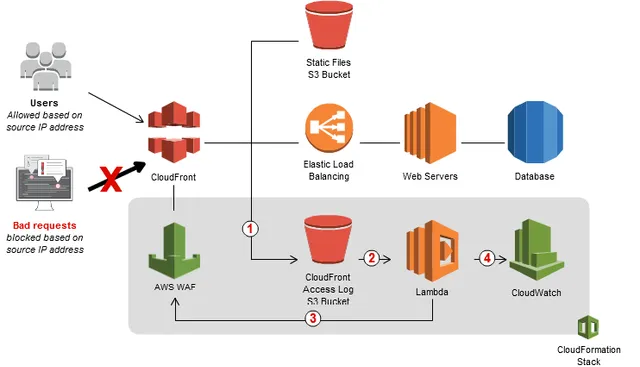 Static Files
S3 Bucket
Users
Allowed based on
source IP address
X
CloudFront
Elastic Load
Balancing
Web Servers
Database
Bad requests
blocked based on
source IP address
1
AWS WAF
CloudFront
Access Log
S3 Bucket
2
Lambda
4
CloudWatch
3
CloudFormation
Stack